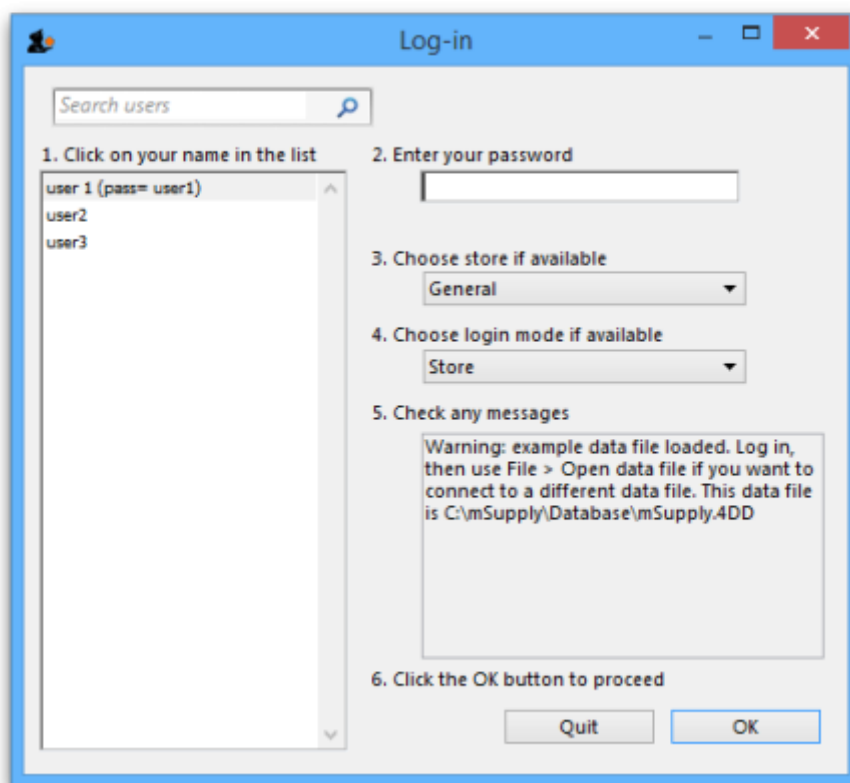 Log-in
Search users
1. Click on your name in the list
user 1 (pass= user1)
user2
user3
2. Enter your password
3. Choose store if available
General
4. Choose login mode if available
Store
5. Check any messages
Warning: example data file loaded. Log in,
then use File > Open data file if you want to
connect to a different data file. This data file
is C:\mSupply\Database\mSupply.4DD
6. Click the OK button to proceed
Quit
OK